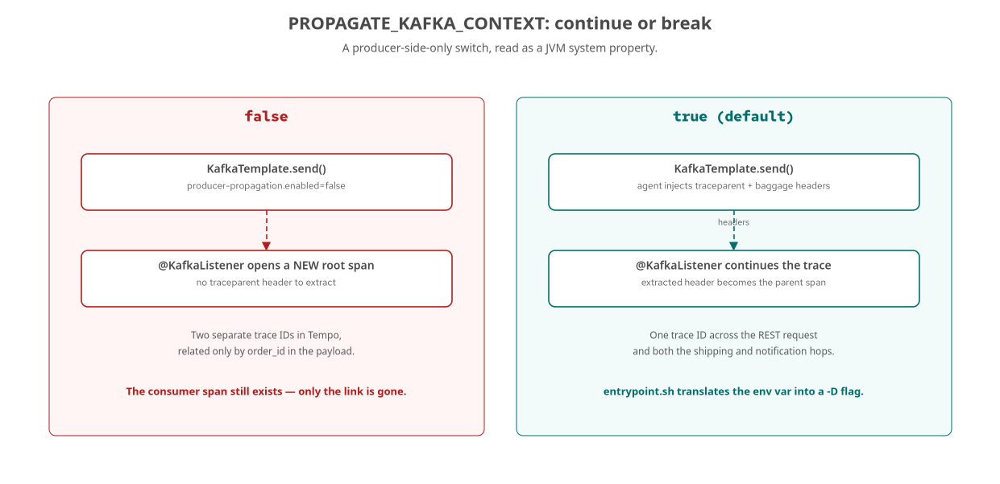 PROPAGATE_KAFKA_CONTEXT: continue or break
A producer-side-only switch, read as a JVM system property.
false
KafkaTemplate.send()
producer-propagation.enabled=false
@KafkaListener opens a NEW root span
no traceparent header to extract
Two separate trace IDs in Tempo,
related only by order_id in the payload.
The consumer span still exists — only the link is gone.
true (default)
KafkaTemplate.send()
agent injects traceparent + baggage headers
headers
@KafkaListener continues the trace
extracted header becomes the parent span
One trace ID across the REST request
and both the shipping and notification hops.
entrypoint.sh translates the env var into a -D flag.